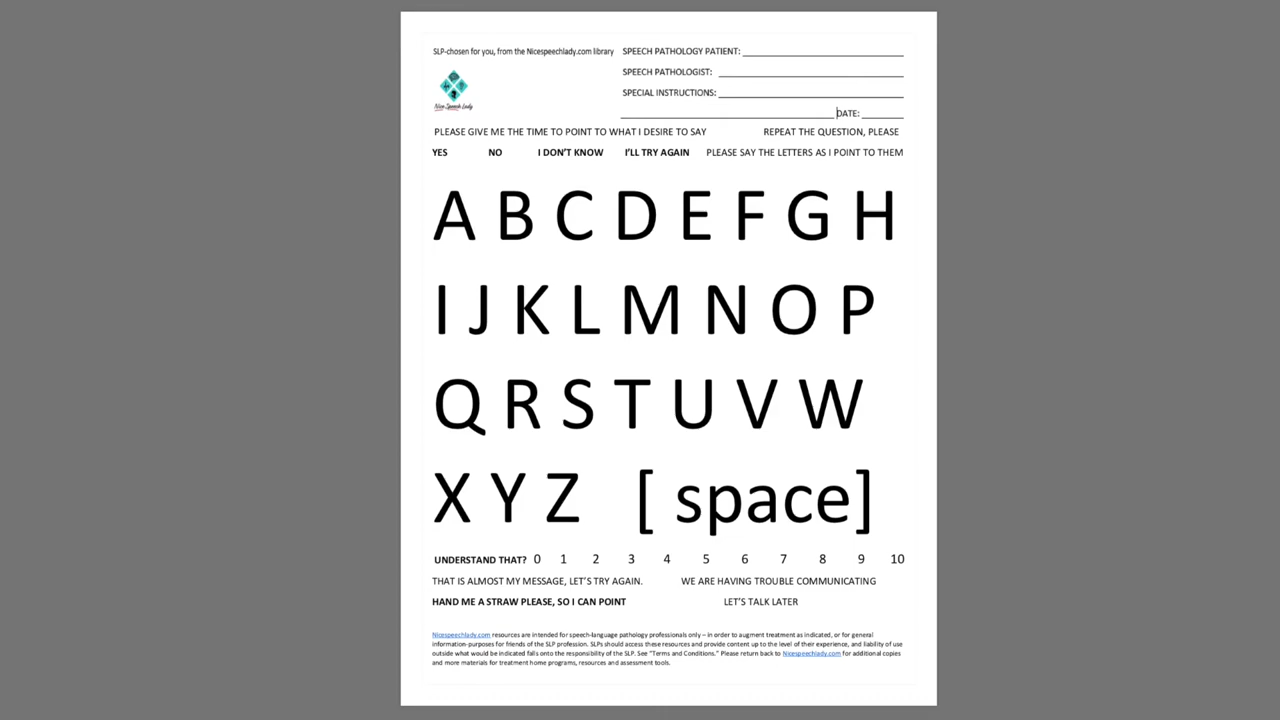 SLP-chosen for you, from the Nicespeechlady.com library
SPEECH PATHOLOGY PATIENT:
SPEECH PATHOLOGIST:
SPECIAL INSTRUCTIONS:
DATE:
Nice Speech Lady
PLEASE GIVE ME THE TIME TO POINT TO WHAT I DESIRE TO SAY REPEAT THE QUESTION, PLEASE
YES NO I DON'T KNOW I'LL TRY AGAIN PLEASE SAY THE LETTERS AS I POINT TO THEM
A B C D E F G H
I J K L M N O P
Q R S T U V W
X Y Z [ space]
UNDERSTAND THAT? 0 1 2 3 4 5 6 7 8 9 10
THAT IS ALMOST MY MESSAGE, LET'S TRY AGAIN. WE ARE HAVING TROUBLE COMMUNICATING
HAND ME A STRAW PLEASE, SO I CAN POINT LET'S TALK LATER
Nicespeechlady.com resources are intended for speech-language pathology professionals only – in order to augment treatment as indicated, or for general
information-purposes for friends of the SLP profession. SLPs should access these resources and provide content up to the level of their experience, and liability of use
outside what would be indicated falls onto the responsibility of the SLP. See "Terms and Conditions." Please return back to Nicespeechlady.com for additional copies
and more materials for treatment home programs, resources and assessment tools.